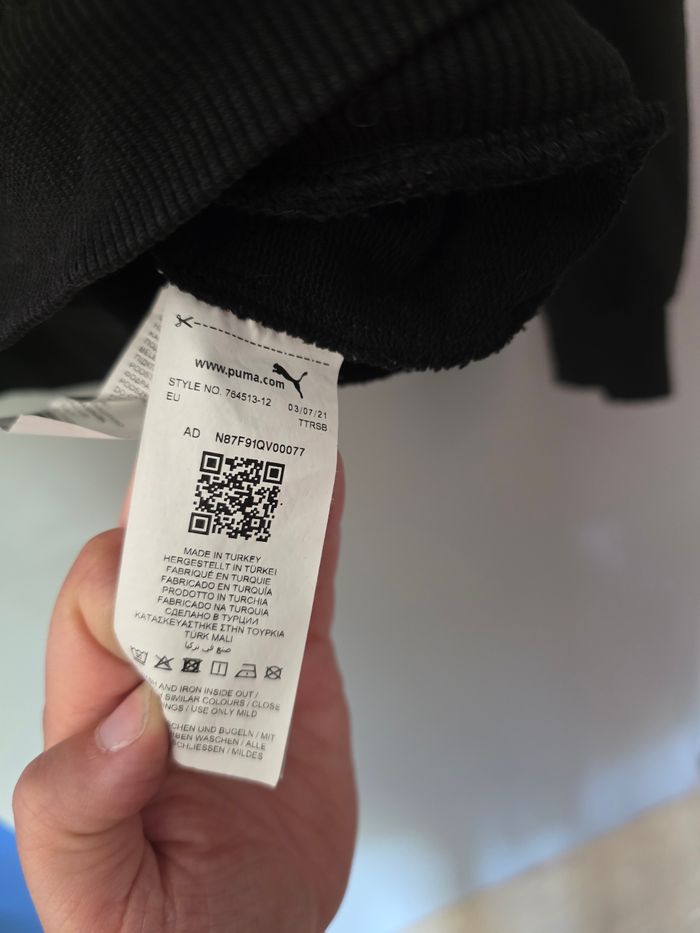 www.puma.com
STYLE NO. 764513-12 03/07/21
EU TTRSB
AD N87F91QV00077
MADE IN TURKEY
HERGESTELLT IN TÜRKEI
FABRIQUÉ EN TURQUIE
FABRICADO EN TURQUÍA
PRODOTTO IN TURCHIA
FABRICADO NA TURQUIA
СДЕЛАНО В ТУРЦИИ
ΚΑΤΑΣΚΕΥΑΣΤΗΚΕ ΣΤΗΝ ΤΟΥΡΚΙΑ
TÜRK MALI
صنع في تركيا
AND IRON INSIDE OUT /
SIMILAR COLOURS / CLOSE
/ USE ONLY MILD
UND BÜGELN / MIT
WASCHEN / ALLE
SCHLIESSEN / MILDES